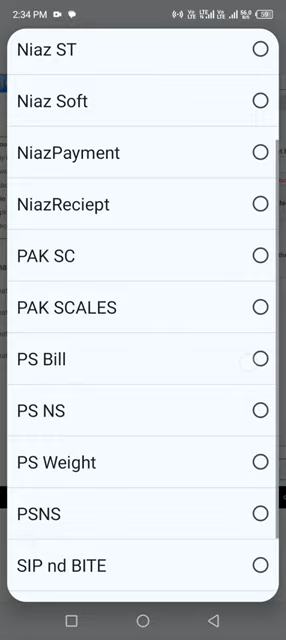 2:34 PM
Niaz ST
Niaz Soft
NiazPayment
NiazReciept
PAK SC
PAK SCALES
PS Bill
PS NS
PS Weight
PSNS
SIP nd BITE